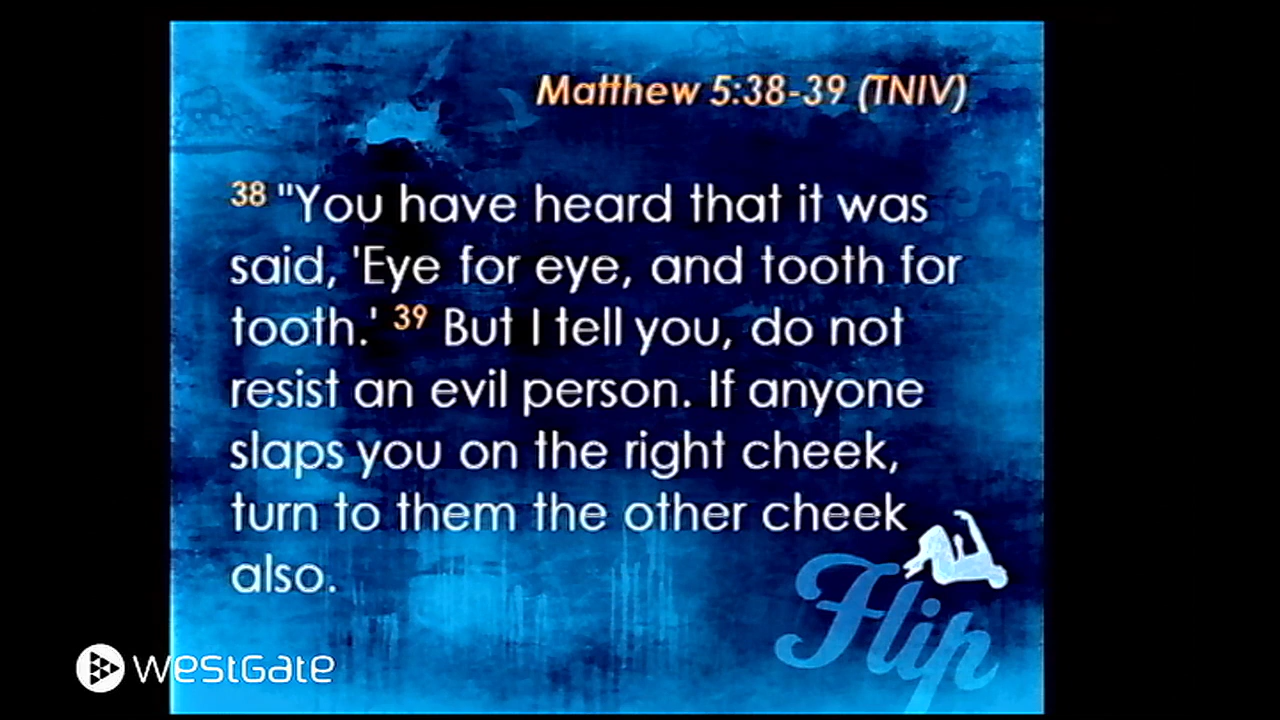 Matthew 5:38-39 (TNIV)
38 "You have heard that it was
said, 'Eye for eye, and tooth for
tooth.' 39 But I tell you, do not
resist an evil person. If anyone
slaps you on the right cheek,
turn to them the other cheek
also.
Flip
WESTGATE